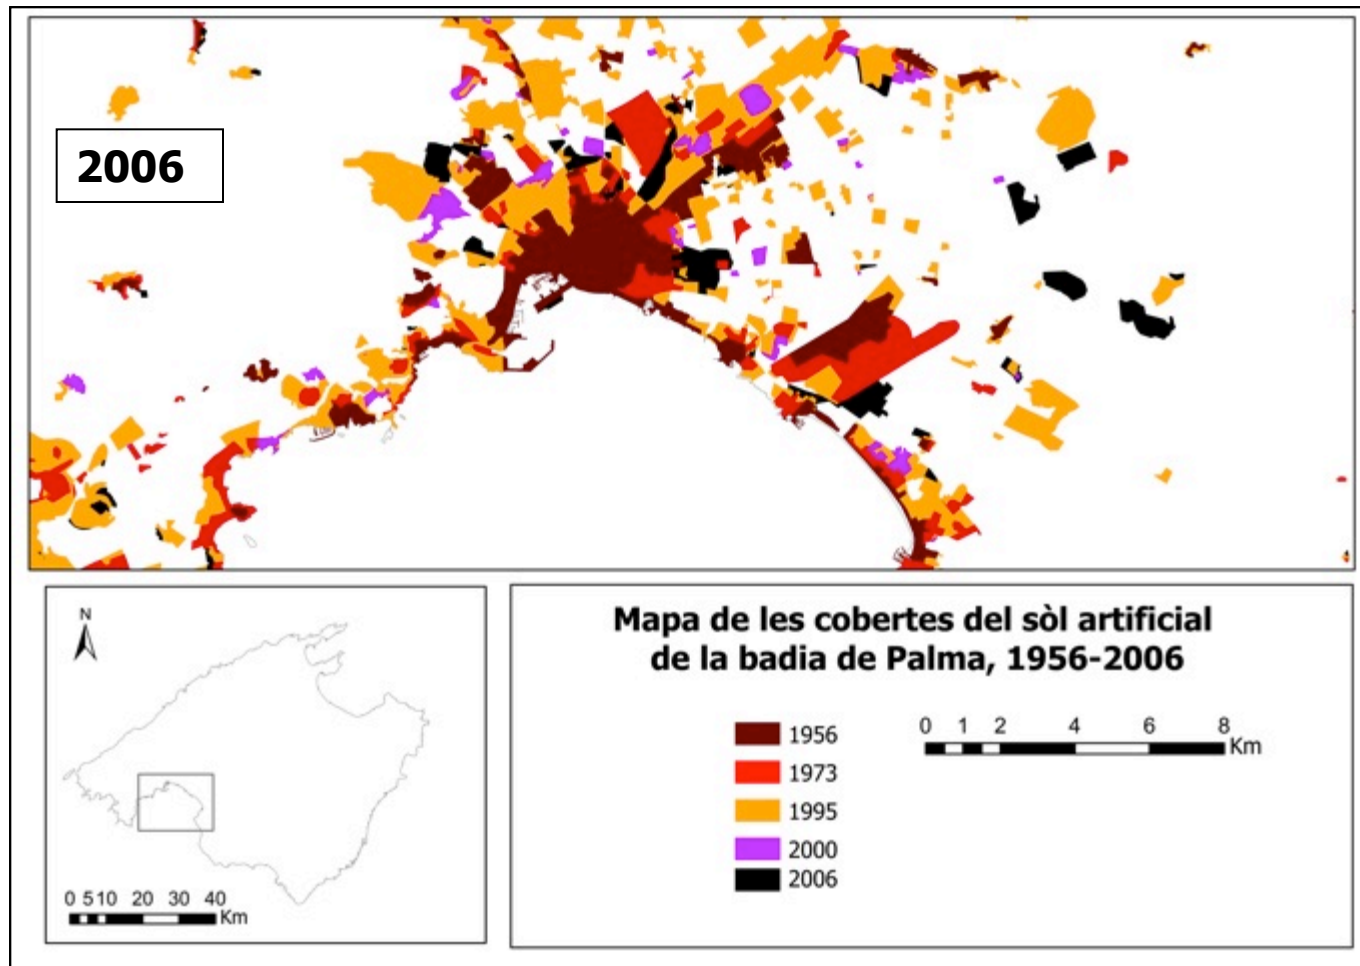 2006
N
0 5 10 20 30 40
Km
Mapa de les cobertes del sòl artificial
de la badia de Palma, 1956-2006
1956
1973
1995
2000
2006
0 1 2 4 6 8
Km